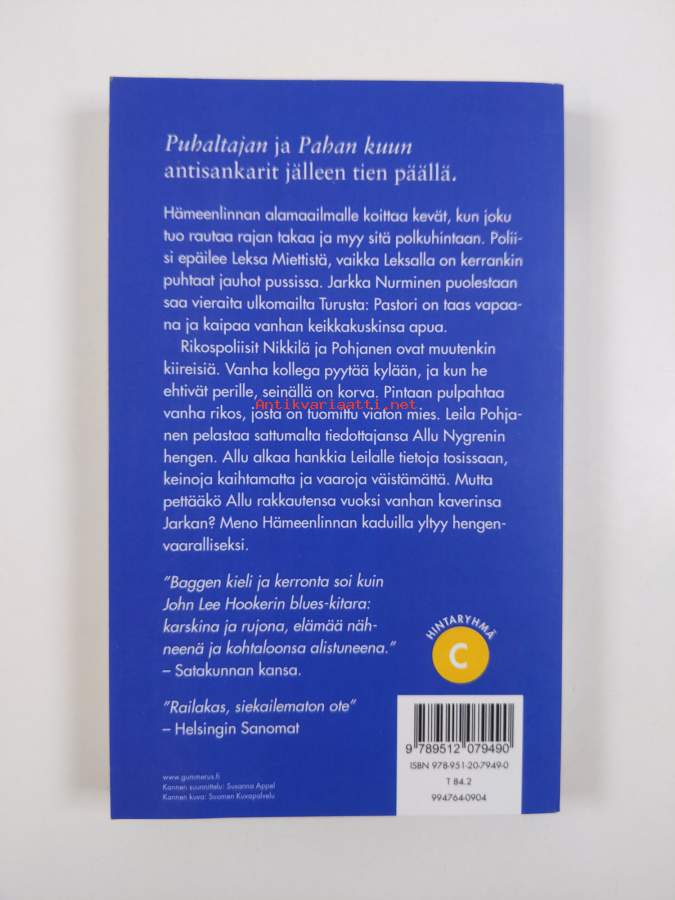 Puhaltajan ja Pahan kuun
antisankarit jälleen tien päällä.
Hämeenlinnan alamaailmalle koittaa kevät, kun joku
tuo rautaa rajan takaa ja myy sitä polkuhintaan. Polii-
si epäilee Leksa Miettistä, vaikka Leksalla on kerrankin
puhtaat jauhot pussissa. Jarkka Nurminen puolestaan
saa vieraita ulkomailta Turusta: Pastori on taas vapaa-
na ja kaipaa vanhan keikkakuskinsa apua.
Rikospoliisit Nikkilä ja Pohjanen ovat muutenkin
kiireisiä. Vanha kollega pyytää kylään, ja kun he
ehtivät perille, seinällä on korva. Pintaan pulpahtaa
Antikvariaatti.net
vanha rikos, josta on tuomittu viaton mies. Leila Pohja-
nen pelastaa sattumalta tiedottajansa Allu Nygrenin
hengen. Allu alkaa hankkia Leilalle tietoja tosissaan,
keinoja kaihtamatta ja vaaroja väistämättä. Mutta
pettääkö Allu rakkautensa vuoksi vanhan kaverinsa
Jarkan? Meno Hämeenlinnan kaduilla yltyy hengen-
vaaralliseksi.
”Baggen kieli ja kerronta soi kuin
John Lee Hookerin blues-kitara:
karskina ja rujona, elämää näh-
neenä ja kohtaloonsa alistuneena.”
– Satakunnan kansa.
”Railakas, siekailematon ote”
– Helsingin Sanomat
HINTARYHMÄ
C
9 789512 079490
ISBN 978-951-20-7949-0
T 84.2
994764-0904
www.gummerus.fi
Kannen suunnittelu: Susanna Appel
Kannen kuva: Suomen Kuvapalvelu